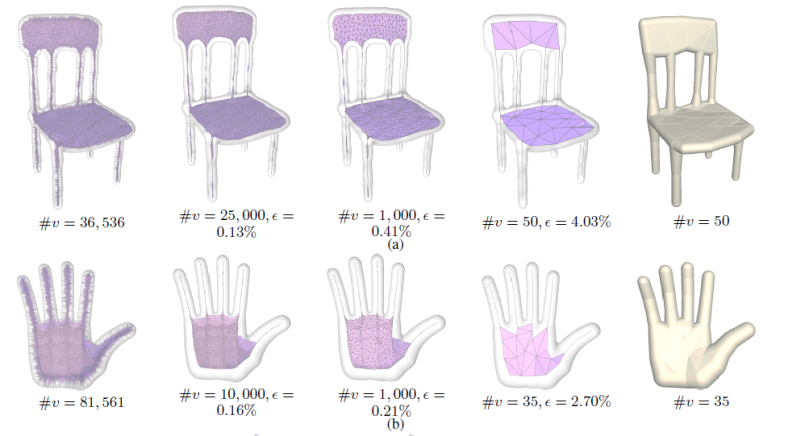 #v = 36,536
#v = 25,000, ϵ =
0.13%
#v = 1,000, ϵ =
0.41%
#v = 50, ϵ = 4.03%
#v = 50
(a)
#v = 81,561
#v = 10,000, ϵ =
0.16%
#v = 1,000, ϵ =
0.21%
#v = 35, ϵ = 2.70%
#v = 35
(b)